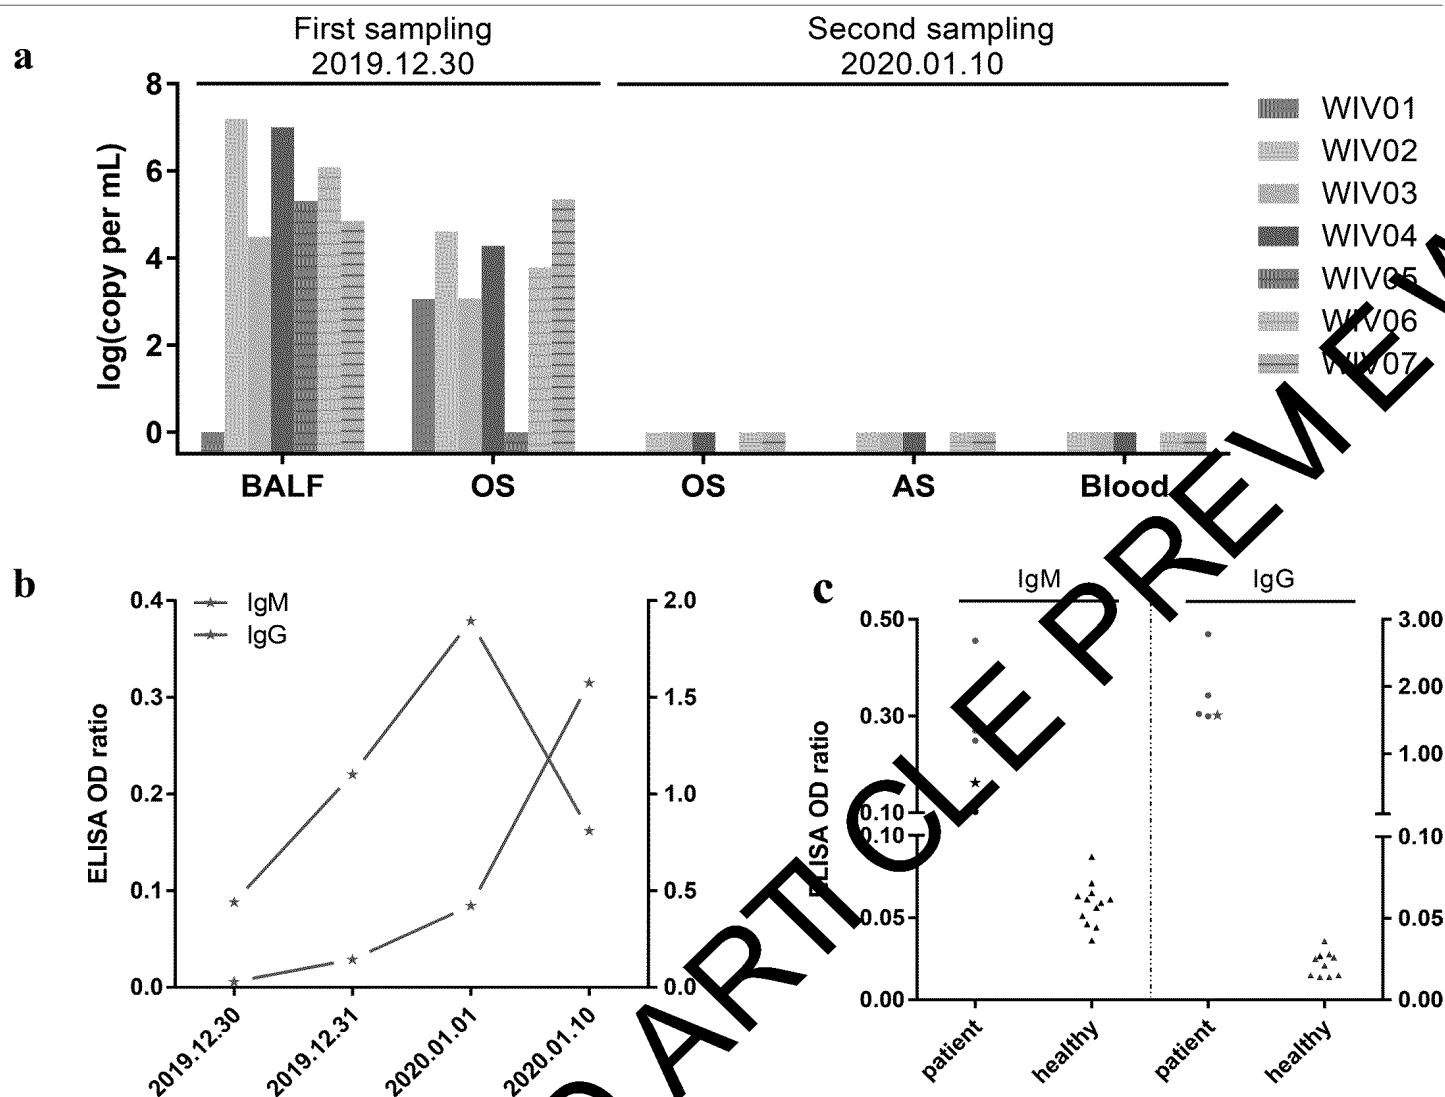 a
First sampling
2019.12.30
Second sampling
2020.01.10
log(copy per mL)
8
6
4
2
0
BALF
OS
OS
AS
Blood
WIV01
WIV02
WIV03
WIV04
WIV05
WIV06
WIV07
b
IgM
IgG
ELISA OD ratio
0.4
0.3
0.2
0.1
0.0
2.0
1.5
1.0
0.5
0.0
2019.12.30
2019.12.31
2020.01.01
2020.01.10
c
IgM
IgG
ELISA OD ratio
0.50
0.30
0.10
0.10
0.05
0.00
3.00
2.00
1.00
0.10
0.05
0.00
patient
healthy
patient
healthy
D ARTICLE PREVIEW